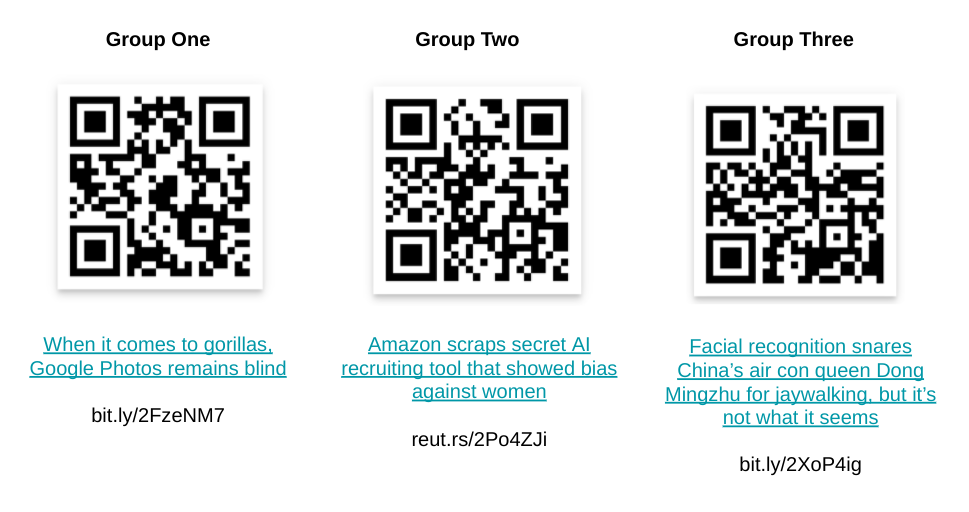 Group One
Group Two
Group Three
When it comes to gorillas,
Google Photos remains blind
bit.ly/2FzeNM7
Amazon scraps secret AI
recruiting tool that showed bias
against women
reut.rs/2Po4ZJi
Facial recognition snares
China’s air con queen Dong
Mingzhu for jaywalking, but it’s
not what it seems
bit.ly/2XoP4ig